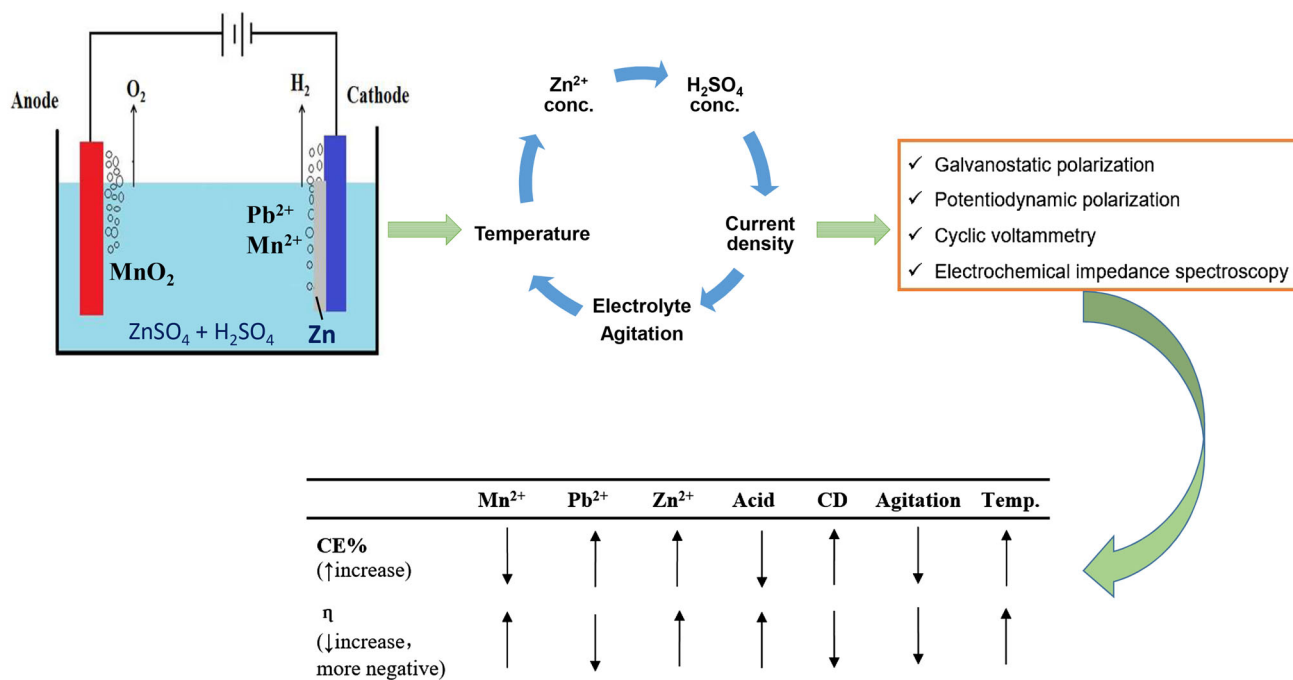 Anode
O₂
H₂
Cathode
Pb²⁺
Mn²⁺
MnO₂
ZnSO₄ + H₂SO₄
Zn
Zn²⁺
conc.
H₂SO₄
conc.
Current
density
Electrolyte
Agitation
Temperature
✓ Galvanostatic polarization
✓ Potentiodynamic polarization
✓ Cyclic voltammetry
✓ Electrochemical impedance spectroscopy
Mn²⁺ Pb²⁺ Zn²⁺ Acid CD Agitation Temp.
CE% ↓ ↑ ↑ ↓ ↑ ↓ ↑
(↑increase)
η ↑ ↓ ↑ ↑ ↓ ↓ ↑
(↓increase，
more negative)